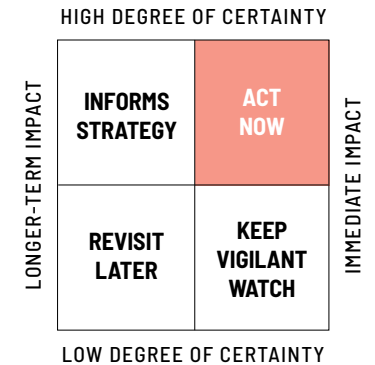 HIGH DEGREE OF CERTAINTY
LONGER-TERM IMPACT
INFORMS
STRATEGY
ACT
NOW
IMMEDIATE IMPACT
REVISIT
LATER
KEEP
VIGILANT
WATCH
LOW DEGREE OF CERTAINTY